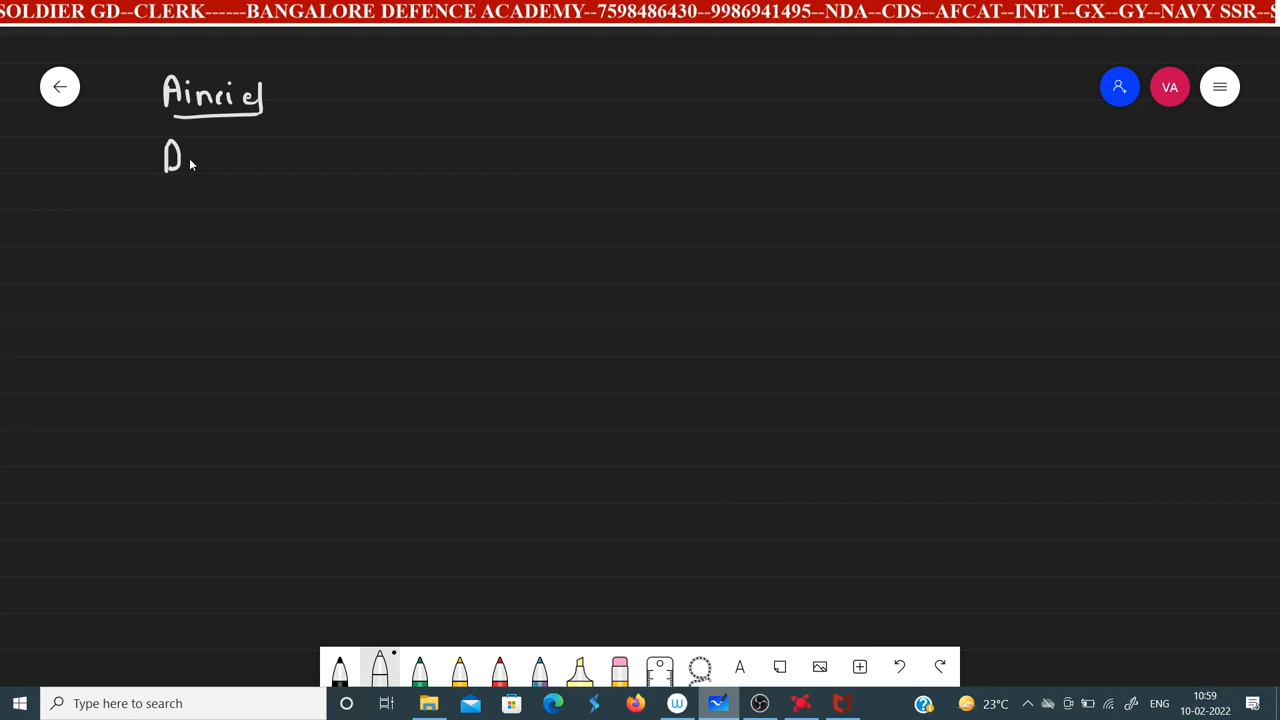 SOLDIER GD--CLERK------BANGALORE DEFENCE ACADEMY--7598486430--9986941495--NDA--CDS--AFCAT--INET--GX--GY--NAVY SSR--S
Aincief
VA
D
A
Type here to search
23°C
ENG
10:59
10-02-2022